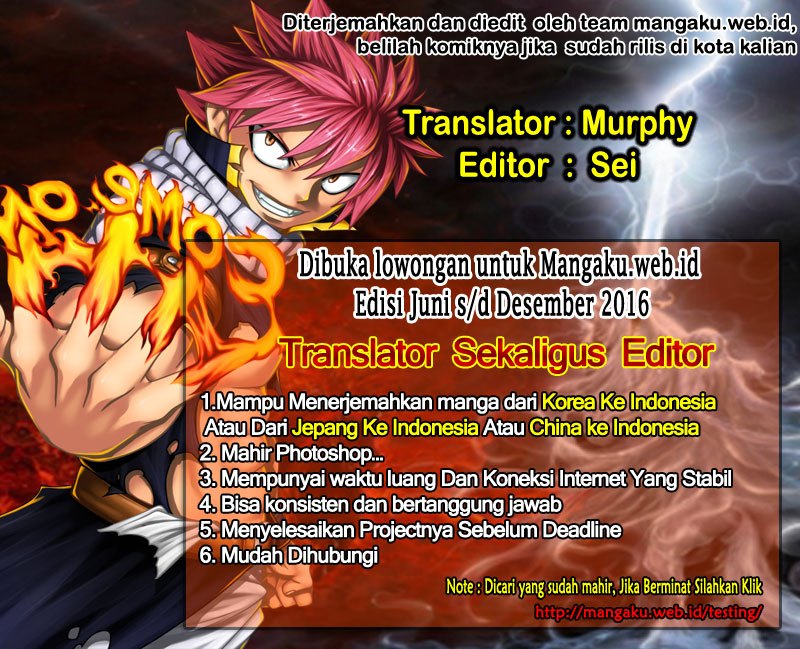 Diterjemahkan dan diedit oleh team mangaku.web.id,
belilah komiknya jika sudah rilis di kota kalian
Translator : Murphy
Editor : Sei
Dibuka lowongan untuk Mangaku.web.id
Edisi Juni s/d Desember 2016
Translator Sekaligus Editor
1.Mampu Menerjemahkan manga dari Korea Ke Indonesia
Atau Dari Jepang Ke Indonesia Atau China ke Indonesia
2. Mahir Photoshop...
3. Mempunyai waktu luang Dan Koneksi Internet Yang Stabil
4. Bisa konsisten dan bertanggung jawab
5. Menyelesaikan Projectnya Sebelum Deadline
6. Mudah Dihubungi
Note : Dicari yang sudah mahir, Jika Berminat Silahkan Klik
http://mangaku.web.id/testing/